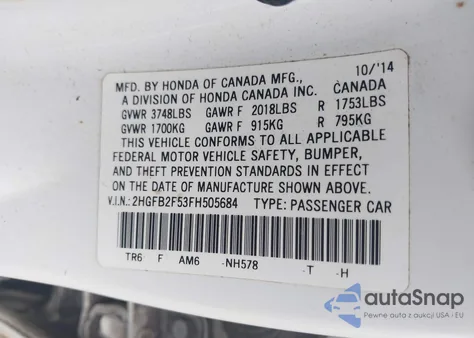 10/'14
MFD. BY HONDA OF CANADA MFG., CANADA
A DIVISION OF HONDA CANADA INC.
GVWR 3748LBS GAWR F 2018LBS R 1753LBS
GVWR 1700KG GAWR F 915KG R 795KG
THIS VEHICLE CONFORMS TO ALL APPLICABLE
FEDERAL MOTOR VEHICLE SAFETY, BUMPER,
AND THEFT PREVENTION STANDARDS IN EFFECT
ON THE DATE OF MANUFACTURE SHOWN ABOVE.
V.I.N.: 2HGFB2F53FH505684 TYPE: PASSENGER CAR
TR6 F AM6 -NH578 -T -H
autoSnap
Pewne auta z USA i Kanady